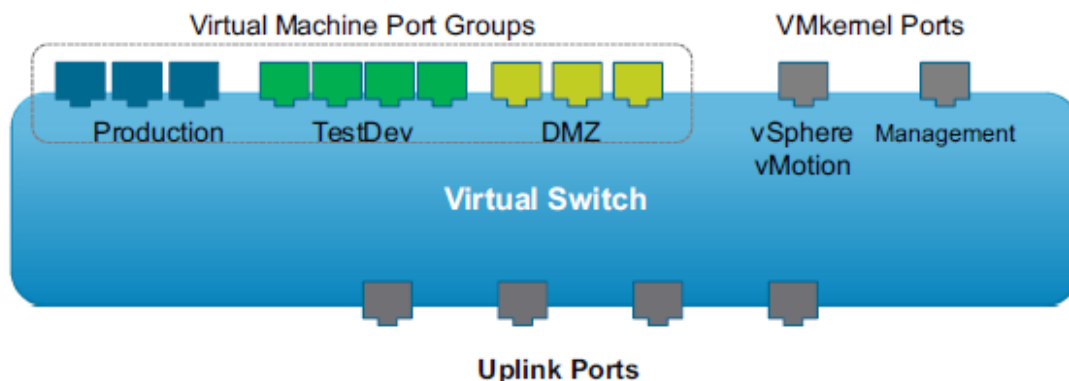 Virtual Machine Port Groups
VMkernel Ports
Production
TestDev
DMZ
vSphere
vMotion
Management
Virtual Switch
Uplink Ports